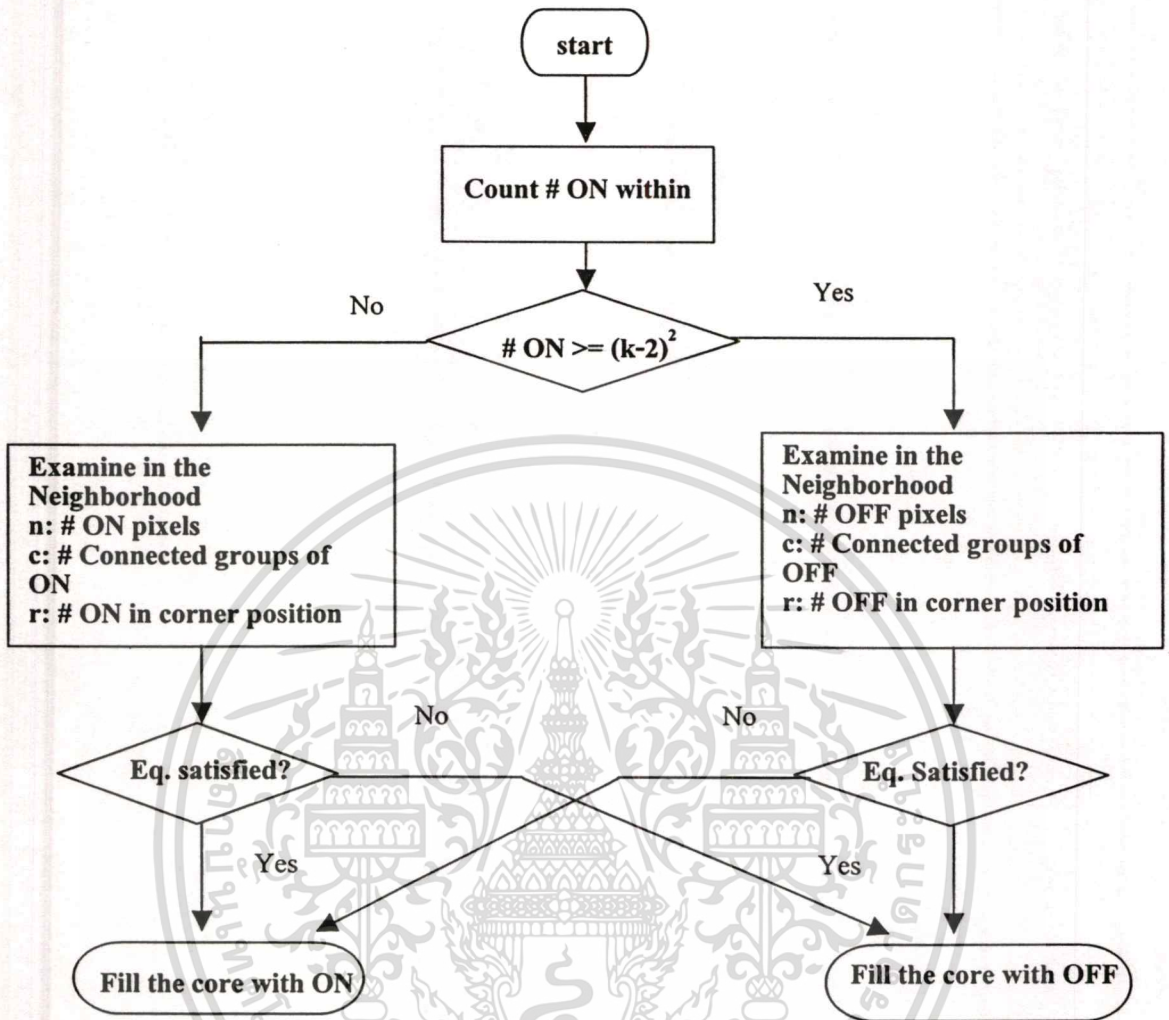 start
Count # ON within
No
Yes
# ON >= (k-2)²
Examine in the
Neighborhood
n: # ON pixels
c: # Connected groups of
ON
r: # ON in corner position
Examine in the
Neighborhood
n: # OFF pixels
c: # Connected groups of
OFF
r: # OFF in corner position
No
No
Eq. satisfied?
Eq. Satisfied?
Yes
Yes
Fill the core with ON
Fill the core with OFF